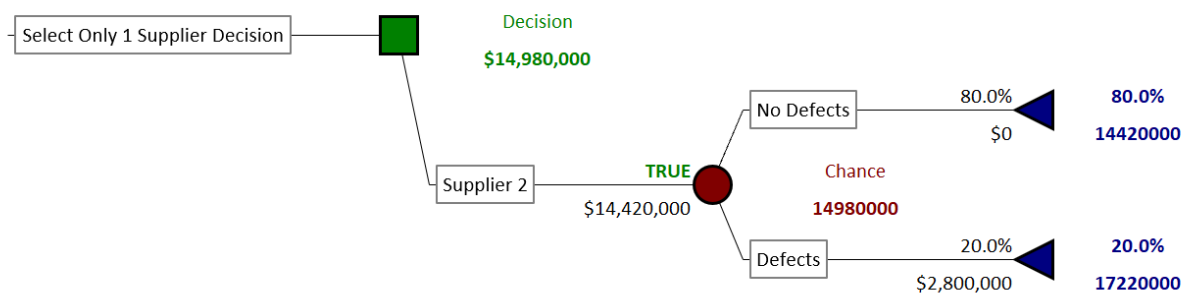 Decision
Select Only 1 Supplier Decision
$14,980,000
No Defects
80.0%
80.0%
$0
14420000
TRUE
Chance
Supplier 2
$14,420,000
14980000
Defects
20.0%
20.0%
$2,800,000
17220000